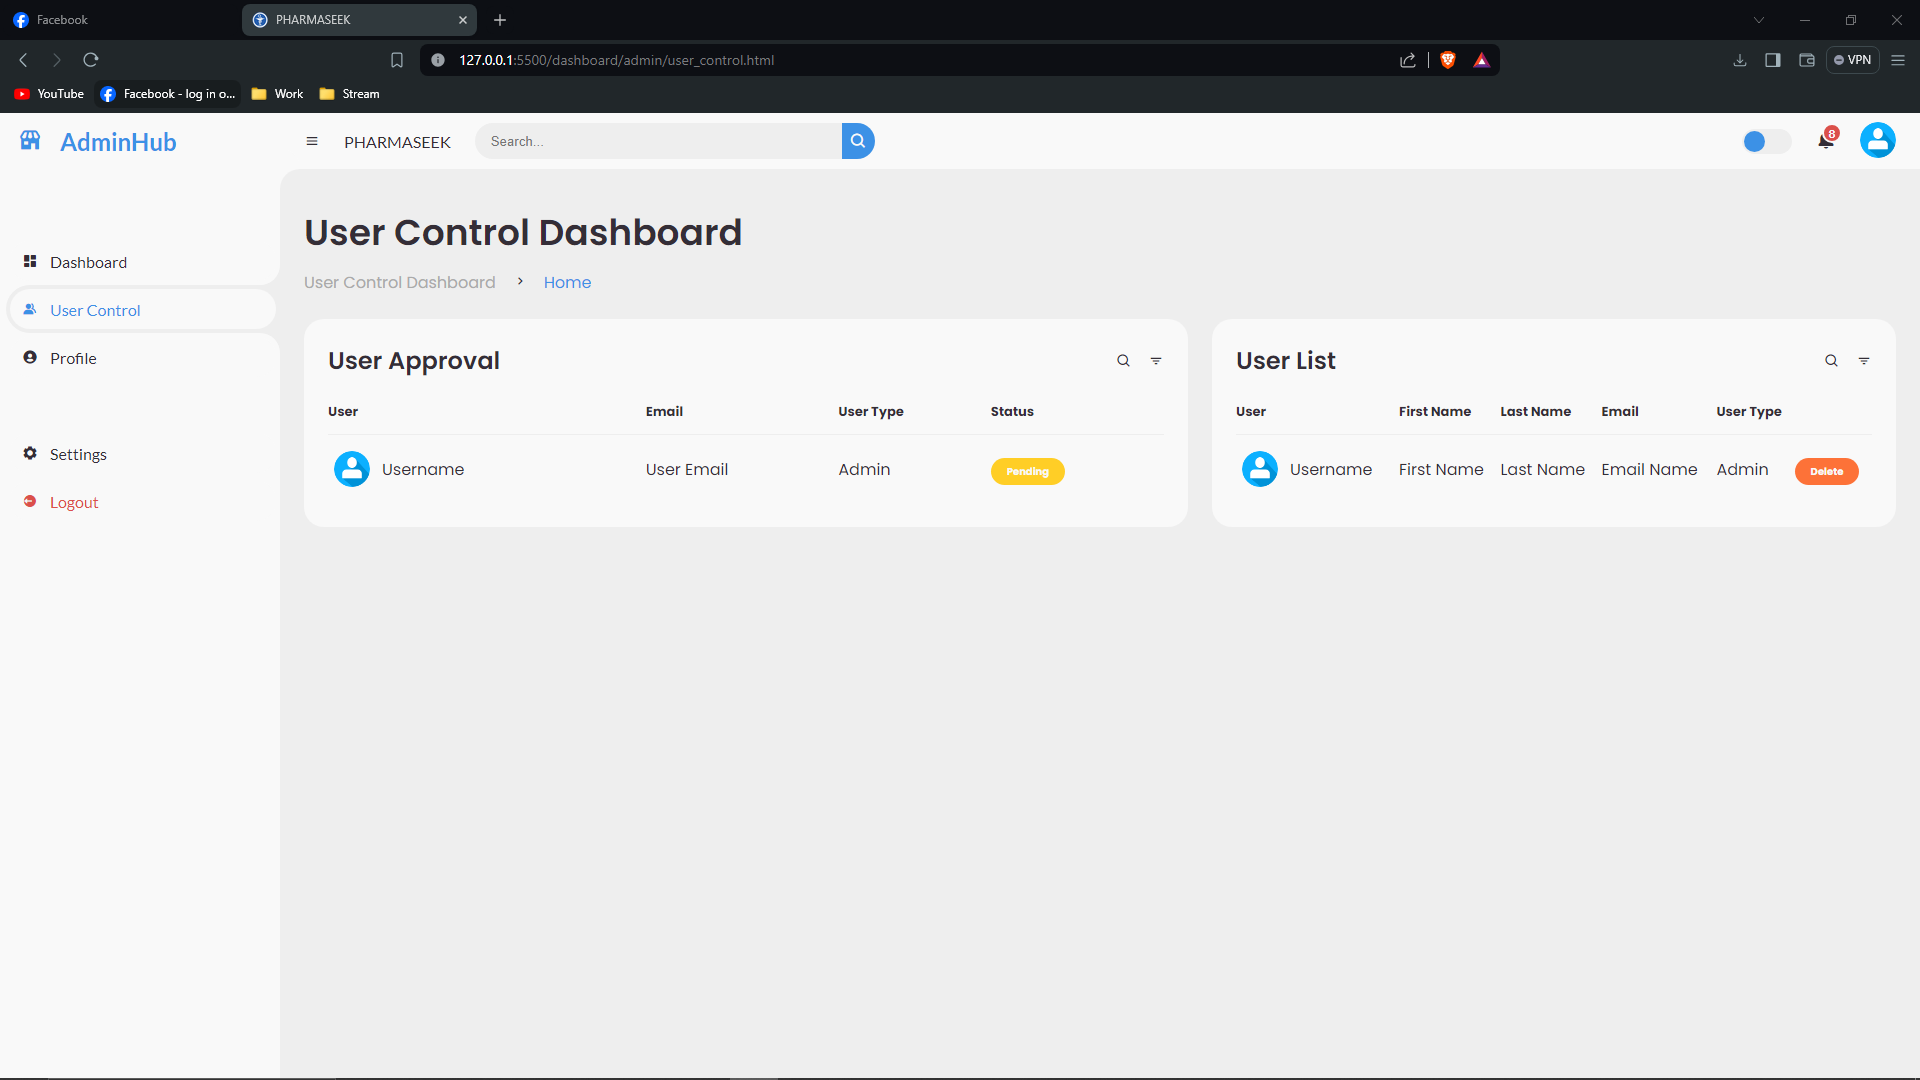 Facebook
PHARMASEEK
127.0.0.1:5500/dashboard/admin/user_control.html
VPN
YouTube
Facebook - log in o...
Work
Stream
AdminHub
PHARMASEEK
Search...
8
Dashboard
User Control
Profile
Settings
Logout
User Control Dashboard
User Control Dashboard > Home
User Approval
User Email User Type Status
Username User Email Admin Pending
User List
User First Name Last Name Email User Type
Username First Name Last Name Email Name Admin Delete